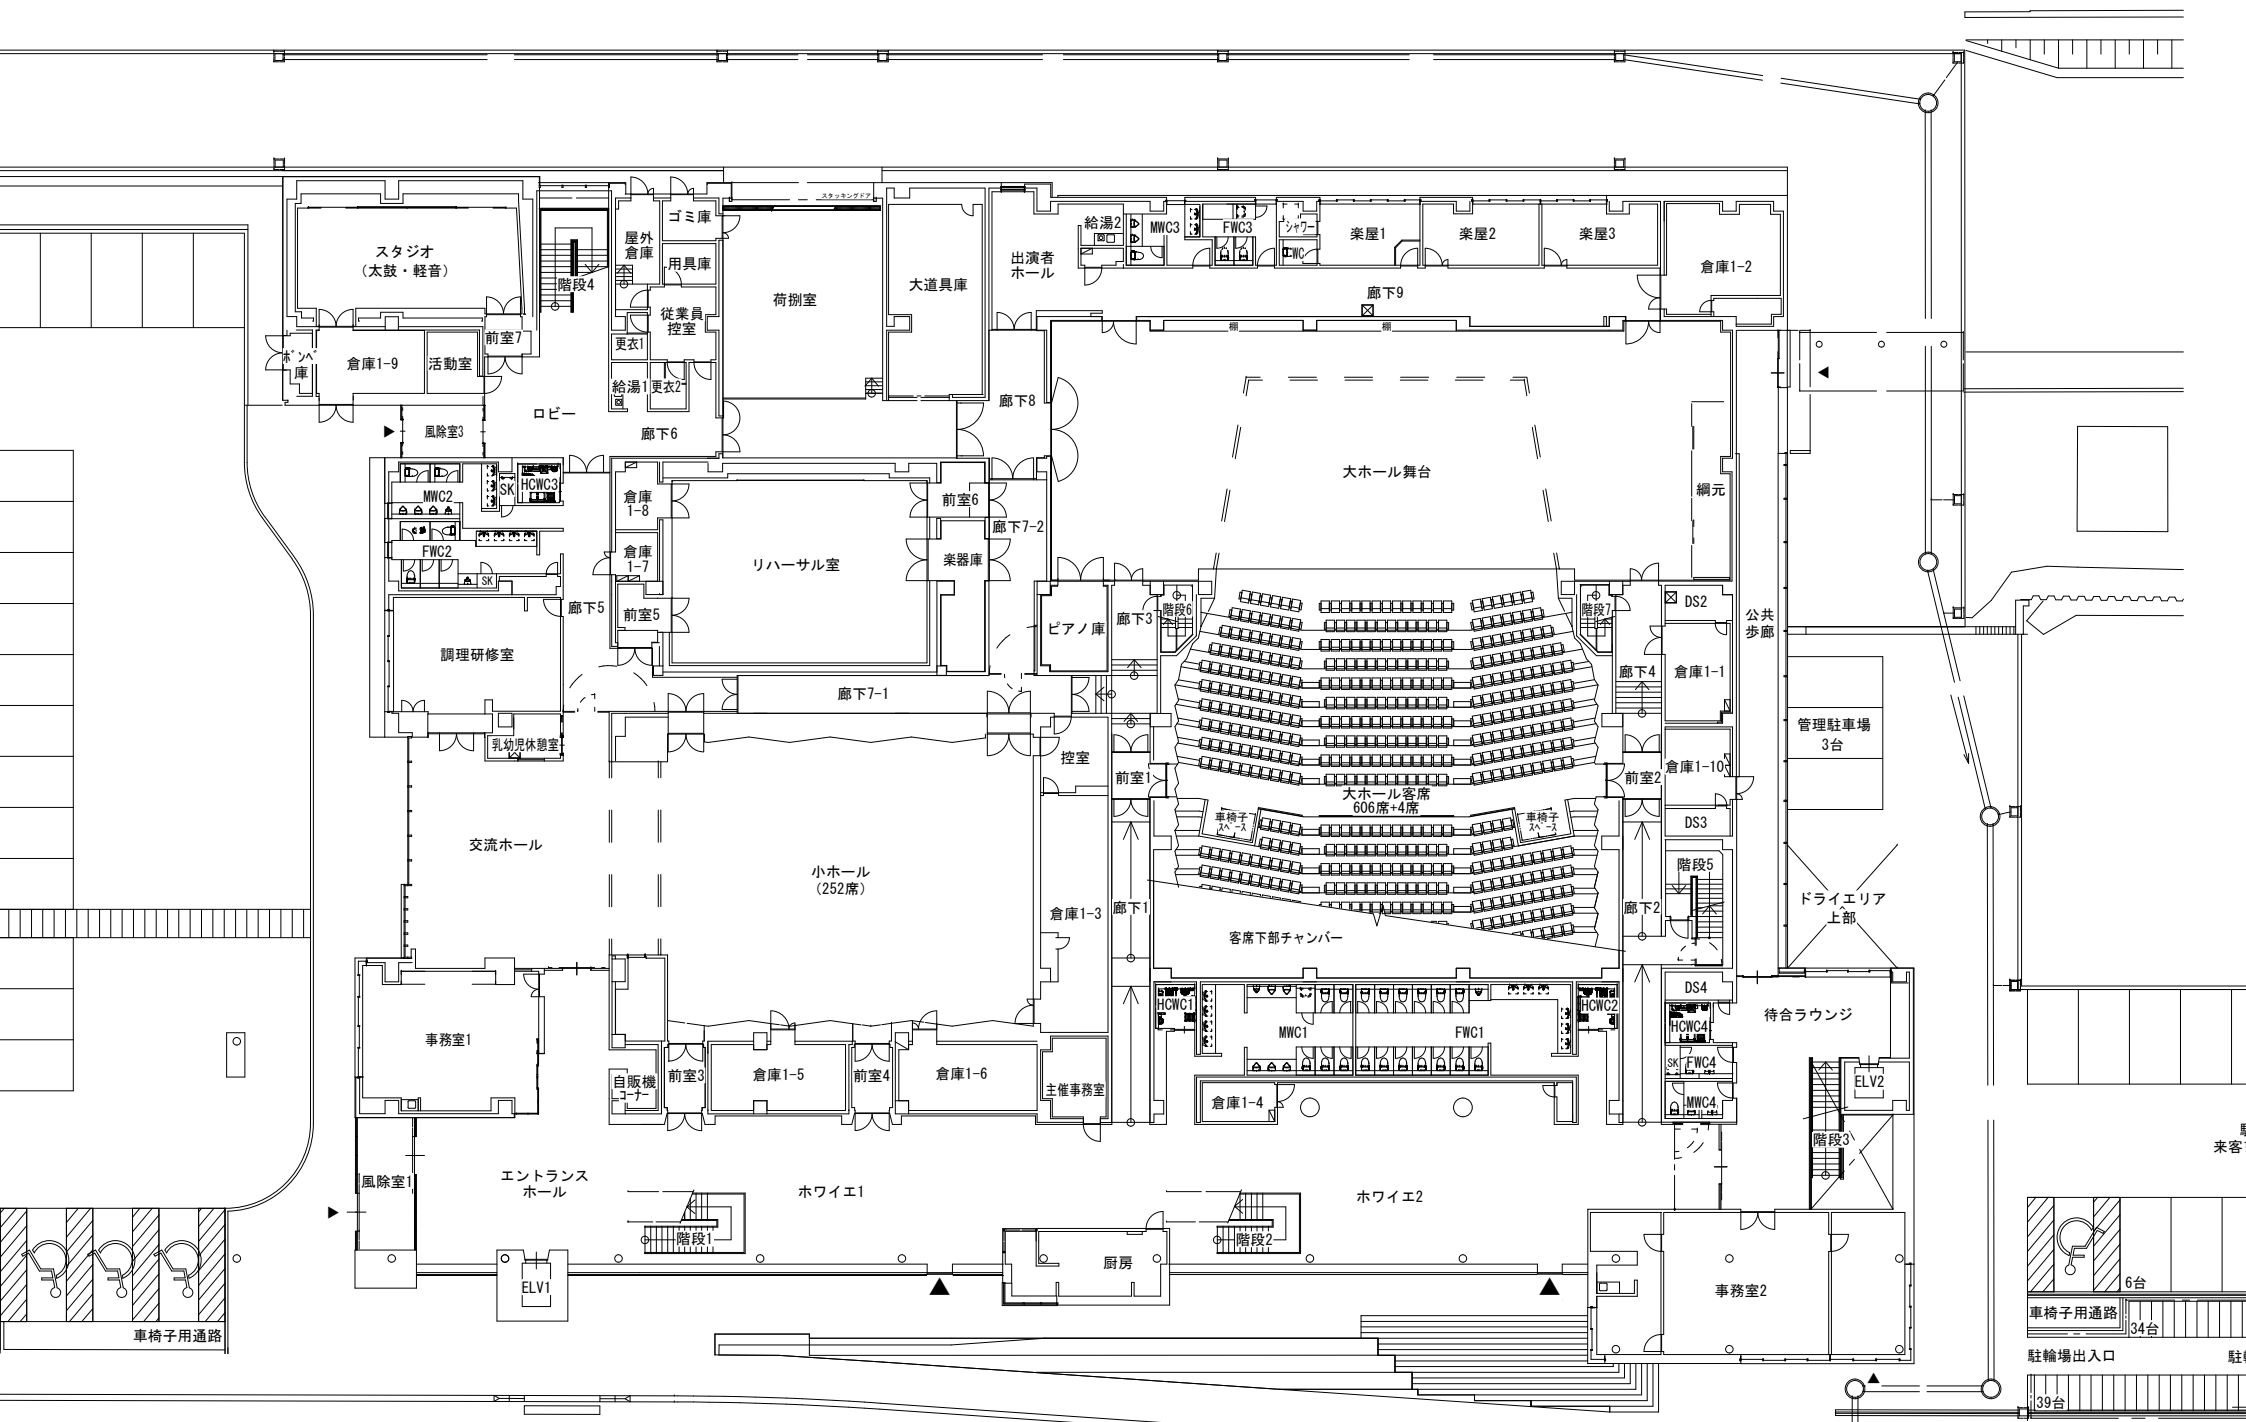 スタッキングドア
スタジオ
（太鼓・軽音）
階段4
屋外
倉庫
ゴミ庫
用具庫
従業員
控室
更衣1
給湯1
更衣2
荷捌室
大道具庫
出演者
ホール
給湯2
MWC3
FWC3
シャワー
楽屋1
楽屋2
楽屋3
倉庫1-2
廊下9
棚
棚
ボンベ
庫
倉庫1-9
活動室
前室7
ロビー
風除室3
廊下6
廊下8
大ホール舞台
綱元
MWC2
SK
HCWC3
FWC2
SK
倉庫
1-8
倉庫
1-7
前室5
廊下5
リハーサル室
前室6
楽器庫
廊下7-2
ピアノ庫
廊下3
階段6
階段7
DS2
廊下4
倉庫1-1
公共
歩廊
調理研修室
廊下7-1
乳幼児休憩室
控室
前室1
前室2
倉庫1-10
管理駐車場
3台
大ホール客席
606席+4席
車椅子
スペース
車椅子
スペース
DS3
交流ホール
小ホール
（252席）
倉庫1-3
廊下1
廊下2
階段5
ドライエリア
上部
客席下部チャンバー
HCWC1
MWC1
FWC1
HCWC2
DS4
HCWC4
SK
FWC4
MWC4
待合ラウンジ
ELV2
事務室1
自販機
コーナー
前室3
倉庫1-5
前室4
倉庫1-6
主催事務室
倉庫1-4
階段3
風除室1
エントランス
ホール
ホワイエ1
ホワイエ2
階段1
階段2
厨房
ELV1
事務室2
車椅子用通路
来客
6台
車椅子用通路
34台
駐輪場出入口
39台